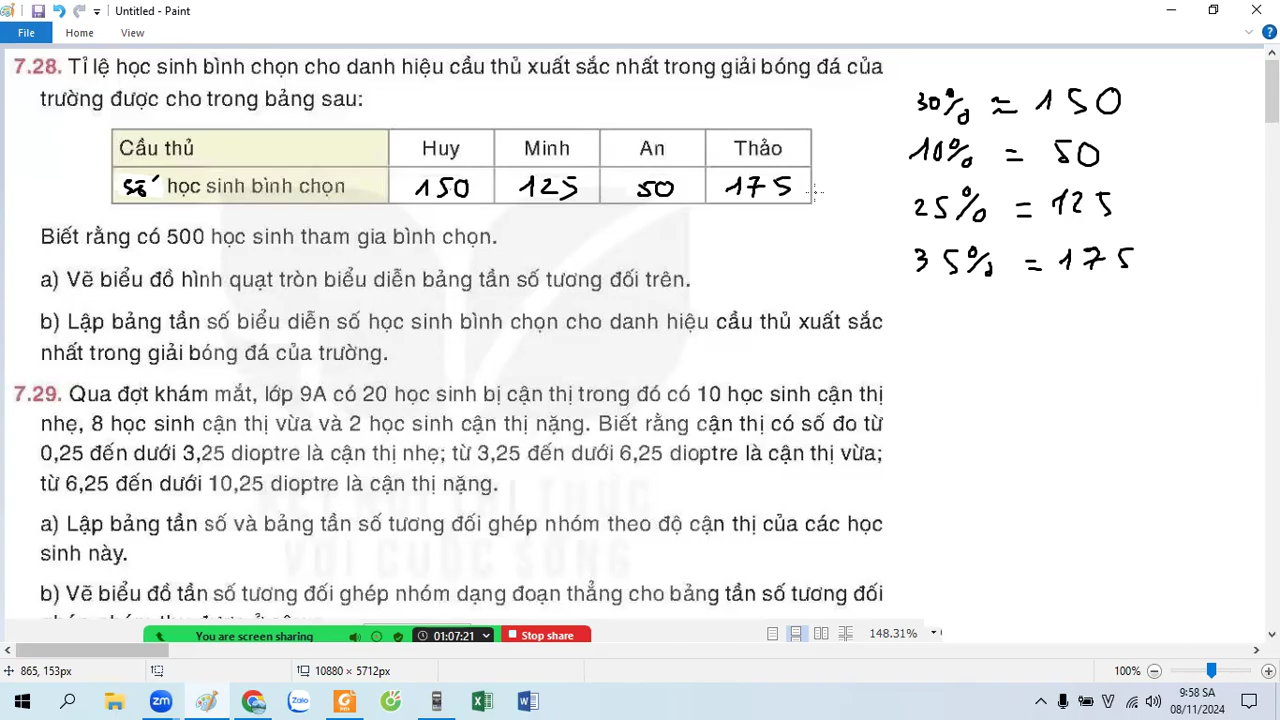 Untitled - Paint
File Home View
7.28. Tỉ lệ học sinh bình chọn cho danh hiệu cầu thủ xuất sắc nhất trong giải bóng đá của
trường được cho trong bảng sau:
Cầu thủ Huy Minh An Thảo
Số học sinh bình chọn 150 125 50 175
30% ≈ 150
10% = 50
25% = 125
35% = 175
Biết rằng có 500 học sinh tham gia bình chọn.
a) Vẽ biểu đồ hình quạt tròn biểu diễn bảng tần số tương đối trên.
b) Lập bảng tần số biểu diễn số học sinh bình chọn cho danh hiệu cầu thủ xuất sắc
nhất trong giải bóng đá của trường.
7.29. Qua đợt khám mắt, lớp 9A có 20 học sinh bị cận thị trong đó có 10 học sinh cận thị
nhẹ, 8 học sinh cận thị vừa và 2 học sinh cận thị nặng. Biết rằng cận thị có số đo từ
0,25 đến dưới 3,25 dioptre là cận thị nhẹ; từ 3,25 đến dưới 6,25 dioptre là cận thị vừa;
từ 6,25 đến dưới 10,25 dioptre là cận thị nặng.
KẾT NỐI TRI THỨC
VỚI CUỘC SỐNG
a) Lập bảng tần số và bảng tần số tương đối ghép nhóm theo độ cận thị của các học
sinh này.
b) Vẽ biểu đồ tần số tương đối ghép nhóm dạng đoạn thẳng cho bảng tần số tương đối
You are screen sharing 01:07:21 Stop share
148.31%
865, 153px 10880 × 5712px 100%
zm Zalo
9:58 SA
08/11/2024